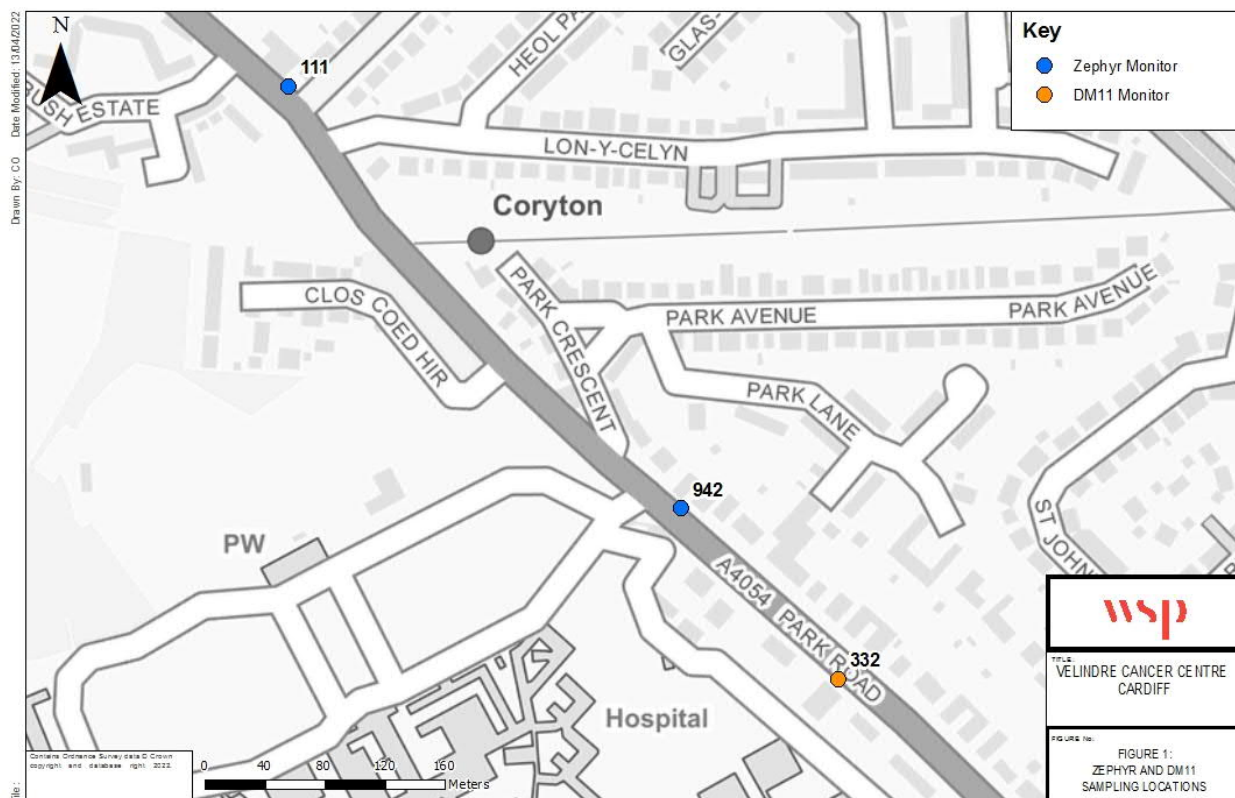 N
Date Modified: 13/04/2022
Drawn By: CO
111
Key
Zephyr Monitor
DM11 Monitor
HEOL PA
GLAS-
BUSH ESTATE
LON-Y-CELYN
Coryton
CLOS COED HIR
PARK CRESCENT
PARK AVENUE
PARK AVENUE
PARK LANE
942
ST JOHN
PW
A4054 PARK ROAD
332
Hospital
wsp
TITLE:
VELINDRE CANCER CENTRE
CARDIFF
FIGURE No:
FIGURE 1:
ZEPHYR AND DM11
SAMPLING LOCATIONS
Contains Ordnance Survey data © Crown
copyright and database right 2022.
0 40 80 120 160
Meters
File: